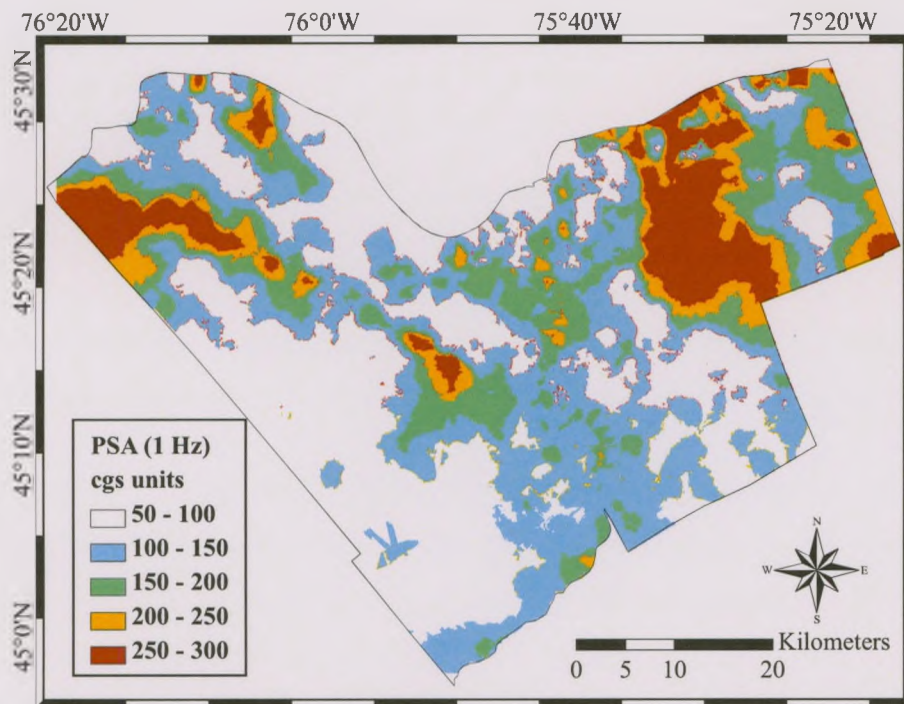 76°20'W 76°0'W 75°40'W 75°20'W
45°30'N
45°20'N
45°10'N
45°0'N
PSA (1 Hz)
cgs units
50 - 100
100 - 150
150 - 200
200 - 250
250 - 300
N
W E
S
Kilometers
0 5 10 20